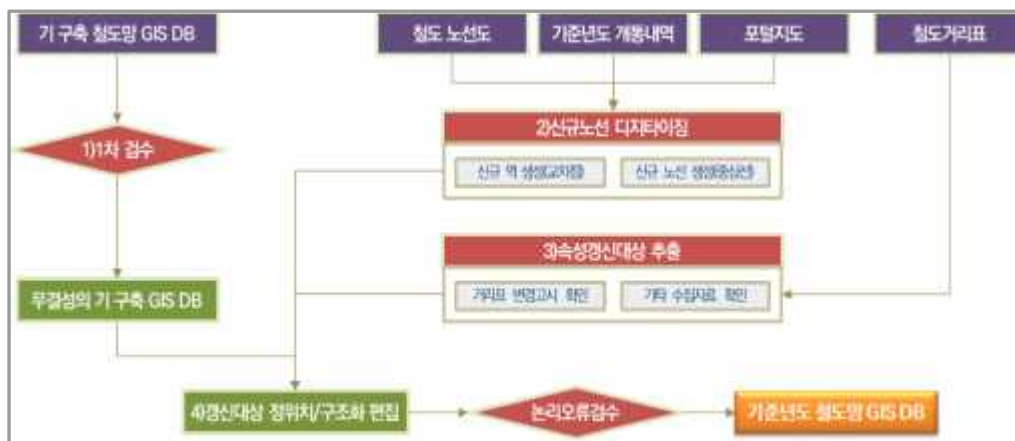 기 구축 철도망 GIS DB
철도 노선도
기준년도 개통내역
포털지도
철도거리표
1)1차 검수
2)신규노선 디지타이징
신규 역 생성(교차점)
신규 노선 생성(중심선)
3)속성갱신대상 추출
거리표 변경고시 확인
기타 수집자료 확인
무결성의 기 구축 GIS DB
4)갱신대상 정위치/구조화 편집
논리오류검수
기준년도 철도망 GIS DB